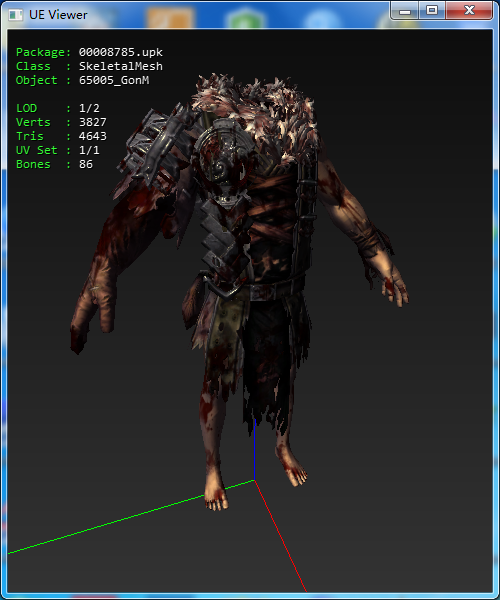 UE Viewer
Package: 00008785.upk
Class : SkeletalMesh
Object : 65005_GonM
LOD : 1/2
Verts : 3827
Tris : 4643
UV Set : 1/1
Bones : 86